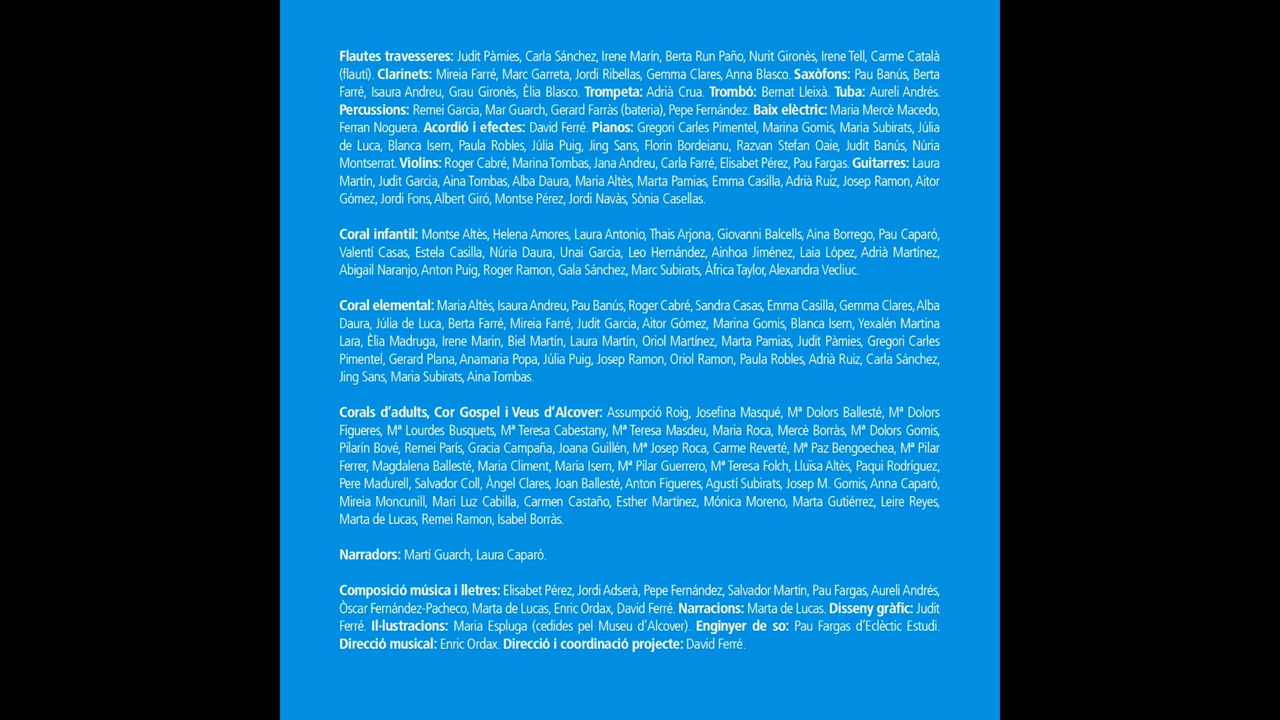 Flautes travesseres: Judit Pàmies, Carla Sánchez, Irene Marín, Berta Run Paño, Nurit Gironès, Irene Tell, Carme Català
(flautí). Clarinets: Mireia Farré, Marc Garreta, Jordi Ribellas, Gemma Clares, Anna Blasco. Saxòfons: Pau Banús, Berta
Farré, Isaura Andreu, Grau Gironès, Èlia Blasco. Trompeta: Adrià Crua. Trombó: Bernat Lleixà. Tuba: Aureli Andrés.
Percussions: Remei Garcia, Mar Guarch, Gerard Farràs (bateria), Pepe Fernández. Baix elèctric: Maria Mercè Macedo,
Ferran Noguera. Acordió i efectes: David Ferré. Pianos: Gregori Carles Pimentel, Marina Gomis, Maria Subirats, Júlia
de Luca, Blanca Isern, Paula Robles, Júlia Puig, Jing Sans, Florin Bordeianu, Razvan Stefan Oaie, Judit Banús, Núria
Montserrat. Violins: Roger Cabré, Marina Tombas, Jana Andreu, Carla Farré, Elisabet Pérez, Pau Fargas. Guitarres: Laura
Martín, Judit Garcia, Aina Tombas, Alba Daura, Maria Altès, Marta Pamias, Emma Casilla, Adrià Ruiz, Josep Ramon, Aitor
Gómez, Jordi Fons, Albert Giró, Montse Pérez, Jordi Navàs, Sònia Casellas.
Coral infantil: Montse Altès, Helena Amores, Laura Antonio, Thais Arjona, Giovanni Balcells, Aina Borrego, Pau Caparó,
Valentí Casas, Estela Casilla, Núria Daura, Unai Garcia, Leo Hernández, Ainhoa Jiménez, Laia López, Adrià Martínez,
Abigail Naranjo, Anton Puig, Roger Ramon, Gala Sánchez, Marc Subirats, Àfrica Taylor, Alexandra Vecliuc.
Coral elemental: Maria Altès, Isaura Andreu, Pau Banús, Roger Cabré, Sandra Casas, Emma Casilla, Gemma Clares, Alba
Daura, Júlia de Luca, Berta Farré, Mireia Farré, Judit Garcia, Aitor Gómez, Marina Gomis, Blanca Isern, Yexalén Martina
Lara, Èlia Madruga, Irene Marin, Biel Martín, Laura Martín, Oriol Martínez, Marta Pamias, Judit Pàmies, Gregori Carles
Pimentel, Gerard Plana, Anamaria Popa, Júlia Puig, Josep Ramon, Oriol Ramon, Paula Robles, Adrià Ruiz, Carla Sánchez,
Jing Sans, Maria Subirats, Aina Tombas.
Corals d’adults, Cor Gospel i Veus d’Alcover: Assumpció Roig, Josefina Masqué, Mª Dolors Ballesté, Mª Dolors
Figueres, Mª Lourdes Busquets, Mª Teresa Cabestany, Mª Teresa Masdeu, Maria Roca, Mercè Borràs, Mª Dolors Gomis,
Pilarín Bové, Remei París, Gracia Campaña, Joana Guillén, Mª Josep Roca, Carme Reverté, Mª Paz Bengoechea, Mª Pilar
Ferrer, Magdalena Ballesté, Maria Climent, Maria Isern, Mª Pilar Guerrero, Mª Teresa Folch, Lluïsa Altès, Paqui Rodríguez,
Pere Madurell, Salvador Coll, Àngel Clares, Joan Ballesté, Anton Figueres, Agustí Subirats, Josep M. Gomis, Anna Caparó,
Mireia Moncunill, Mari Luz Cabilla, Carmen Castaño, Esther Martínez, Mónica Moreno, Marta Gutiérrez, Leire Reyes,
Marta de Lucas, Remei Ramon, Isabel Borràs.
Narradors: Martí Guarch, Laura Caparó.
Composició música i lletres: Elisabet Pérez, Jordi Adserà, Pepe Fernández, Salvador Martín, Pau Fargas, Aureli Andrés,
Òscar Fernández-Pacheco, Marta de Lucas, Enric Ordax, David Ferré. Narracions: Marta de Lucas. Disseny gràfic: Judit
Ferré. Il·lustracions: Maria Espluga (cedides pel Museu d’Alcover). Enginyer de so: Pau Fargas d’Eclèctic Estudi.
Direcció musical: Enric Ordax. Direcció i coordinació projecte: David Ferré.